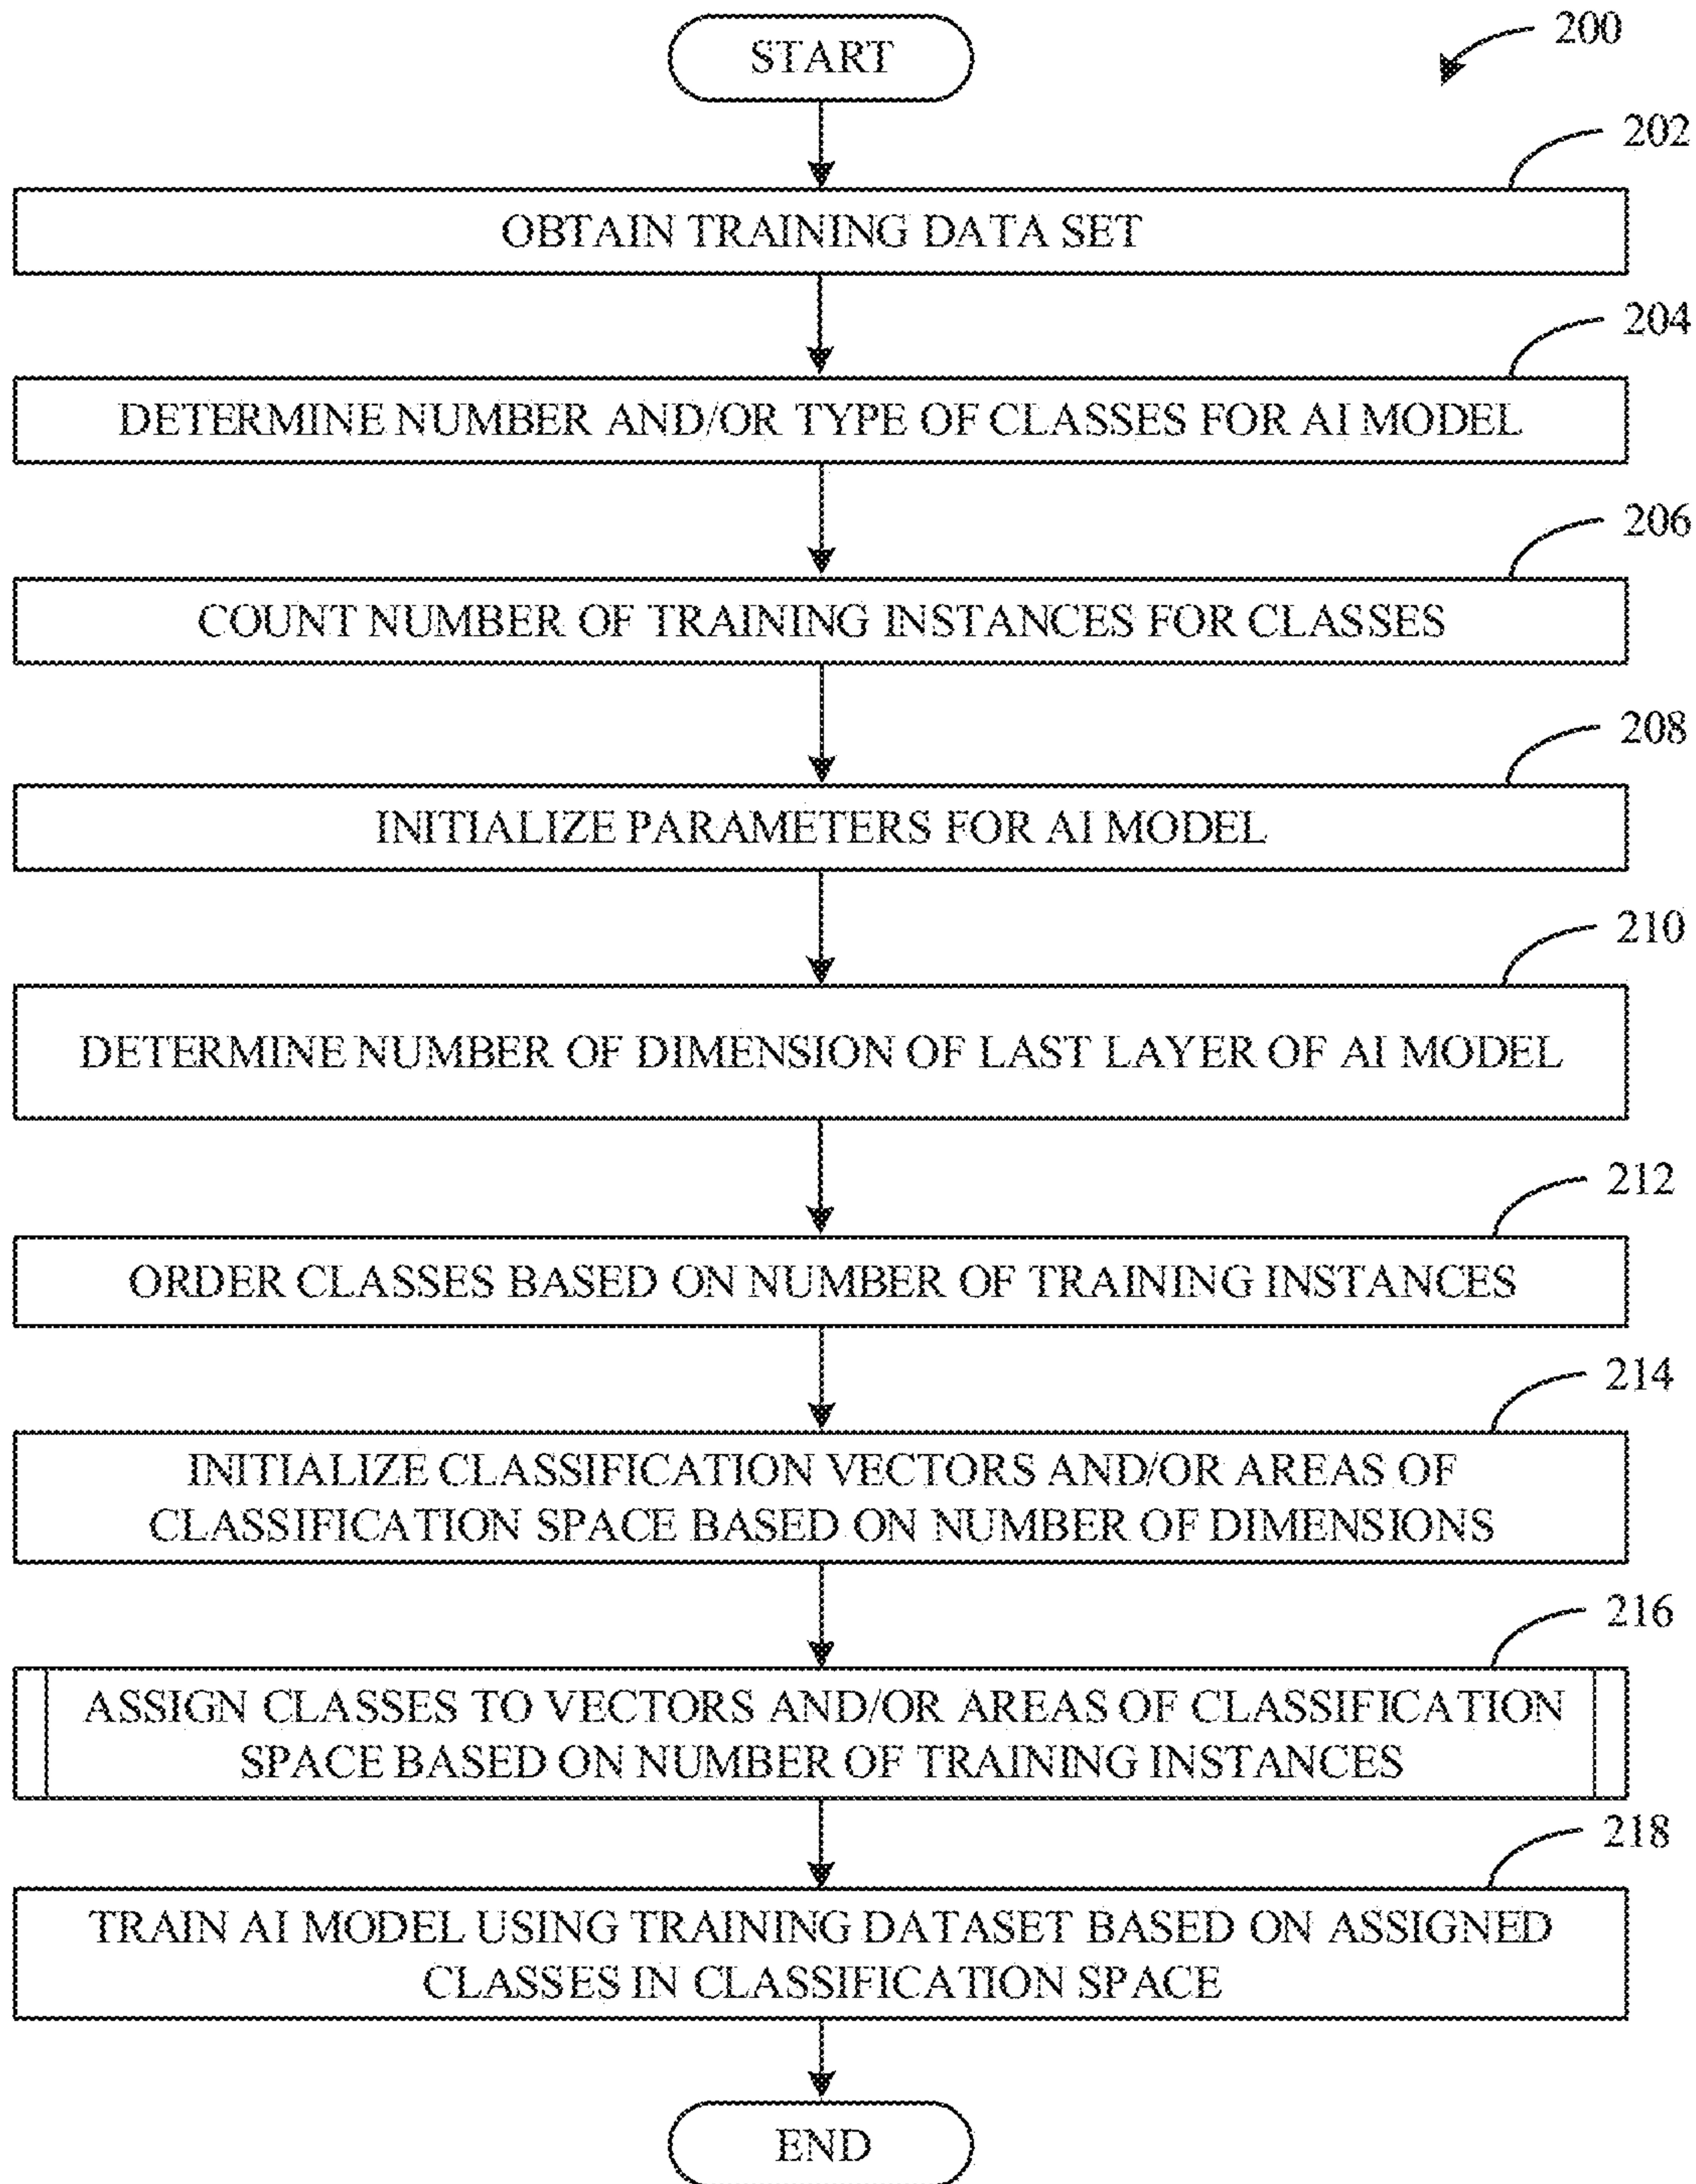 START
200
202
OBTAIN TRAINING DATA SET
204
DETERMINE NUMBER AND/OR TYPE OF CLASSES FOR AI MODEL
206
COUNT NUMBER OF TRAINING INSTANCES FOR CLASSES
208
INITIALIZE PARAMETERS FOR AI MODEL
210
DETERMINE NUMBER OF DIMENSION OF LAST LAYER OF AI MODEL
212
ORDER CLASSES BASED ON NUMBER OF TRAINING INSTANCES
214
INITIALIZE CLASSIFICATION VECTORS AND/OR AREAS OF
CLASSIFICATION SPACE BASED ON NUMBER OF DIMENSIONS
216
ASSIGN CLASSES TO VECTORS AND/OR AREAS OF CLASSIFICATION
SPACE BASED ON NUMBER OF TRAINING INSTANCES
218
TRAIN AI MODEL USING TRAINING DATASET BASED ON ASSIGNED
CLASSES IN CLASSIFICATION SPACE
END